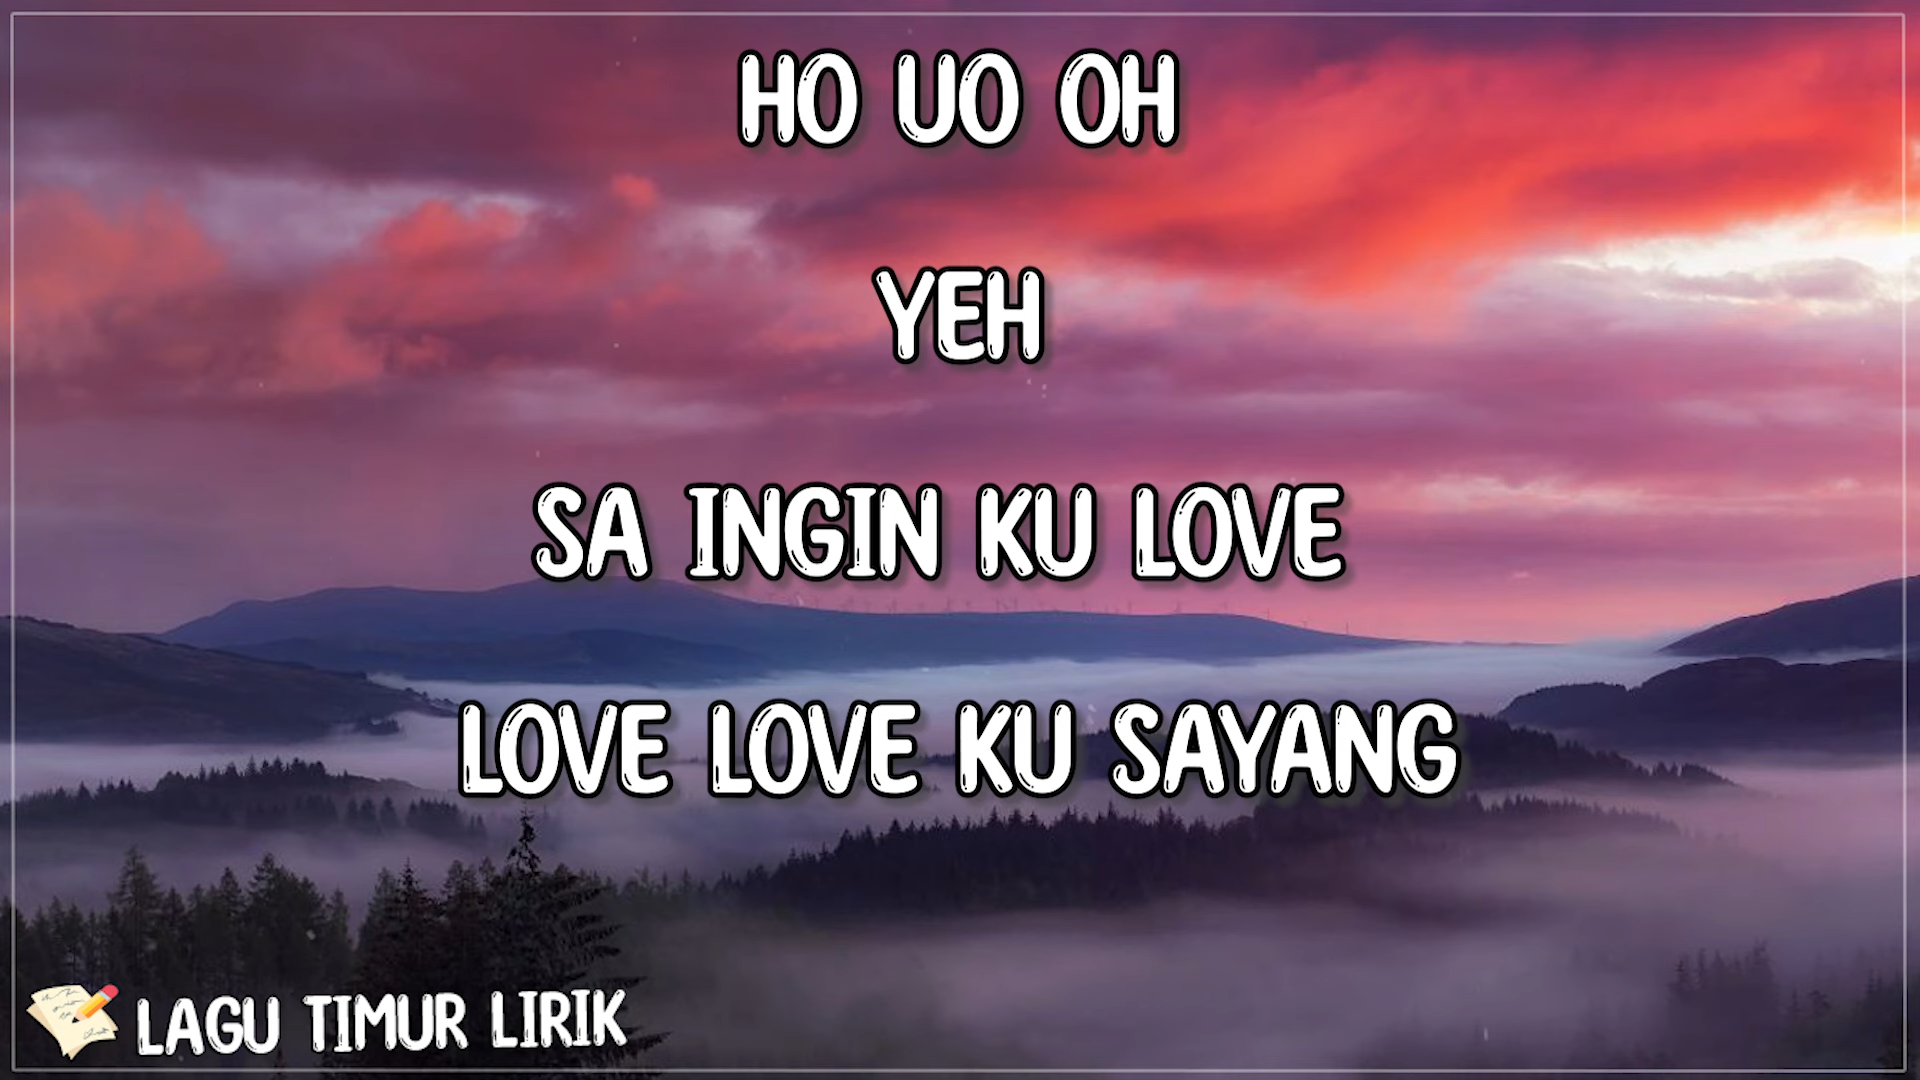 HO UO OH
YEH
SA INGIN KU LOVE
LOVE LOVE KU SAYANG
LAGU TIMUR LIRIK